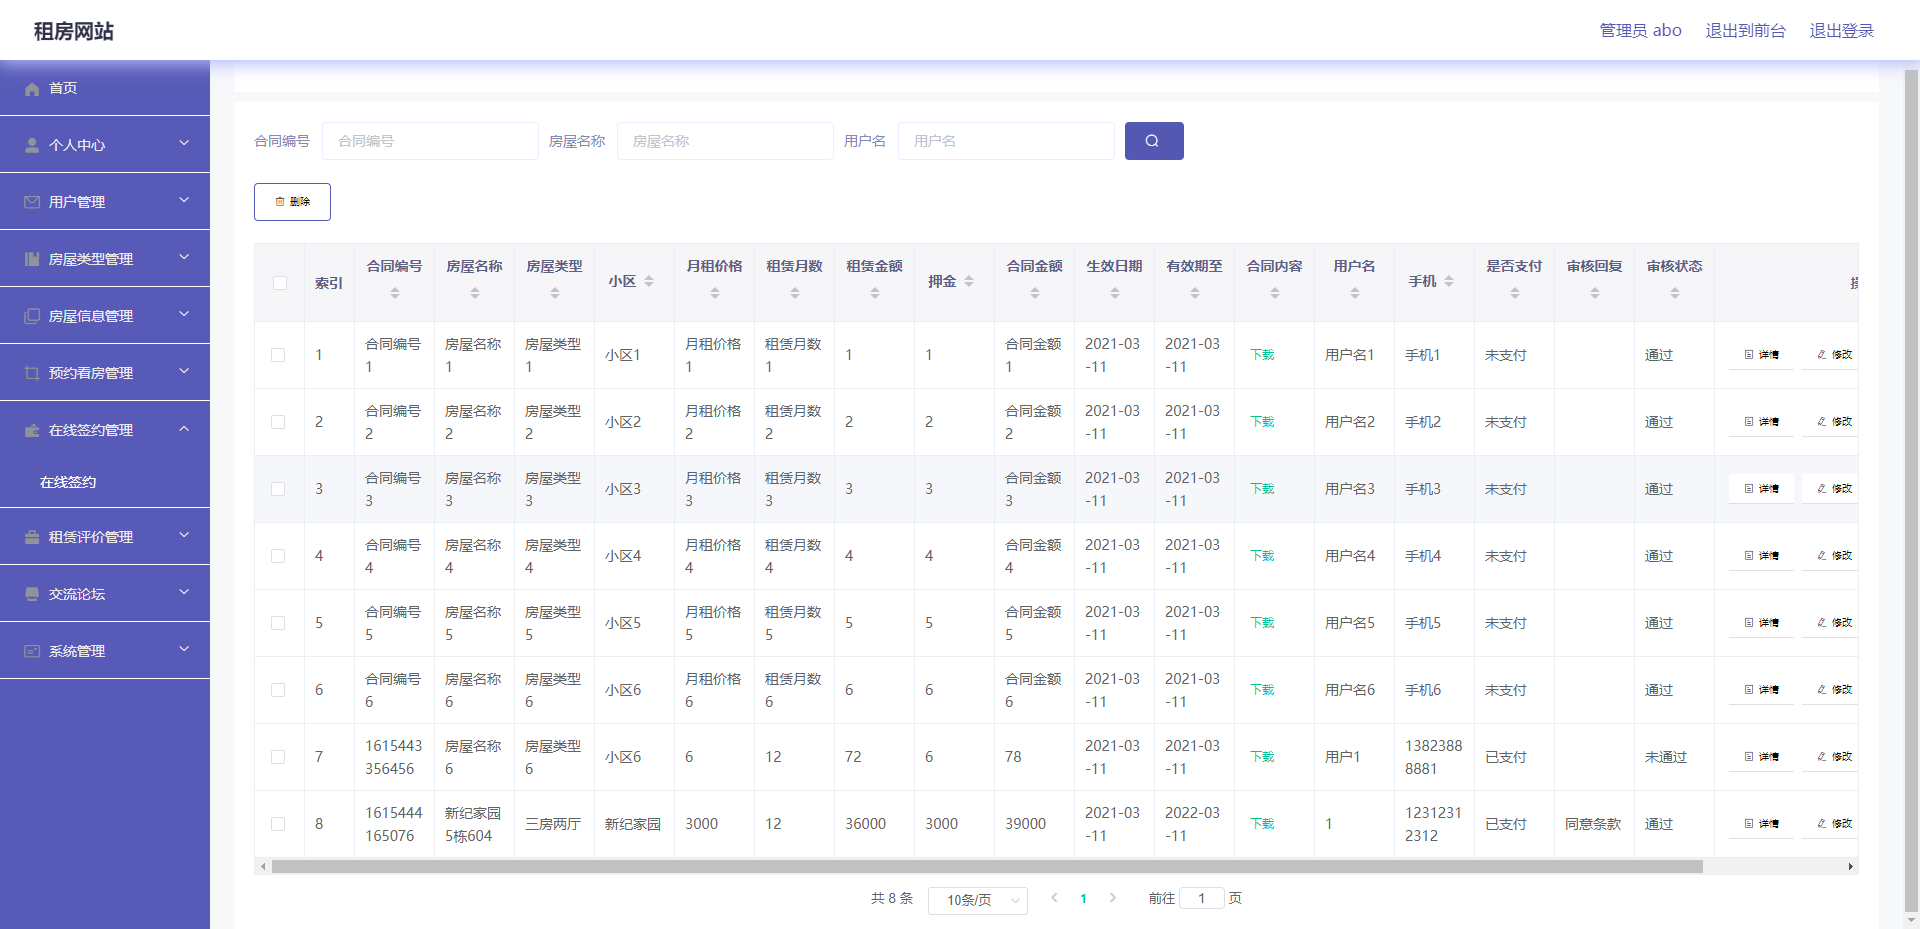 租房网站
管理员 abo 退出到前台 退出登录
首页
个人中心
用户管理
房屋类型管理
房屋信息管理
预约看房管理
在线签约管理
在线签约
租赁评价管理
交流论坛
系统管理
合同编号 合同编号 房屋名称 房屋名称 用户名 用户名
删除
索引 合同编号 房屋名称 房屋类型 小区 月租价格 租赁月数 租赁金额 押金 合同金额 生效日期 有效期至 合同内容 用户名 手机 是否支付 审核回复 审核状态
1 合同编号1 房屋名称1 房屋类型1 小区1 月租价格1 租赁月数1 1 1 合同金额1 2021-03-11 2021-03-11 下载 用户名1 手机1 未支付 通过 详情 修改
2 合同编号2 房屋名称2 房屋类型2 小区2 月租价格2 租赁月数2 2 2 合同金额2 2021-03-11 2021-03-11 下载 用户名2 手机2 未支付 通过 详情 修改
3 合同编号3 房屋名称3 房屋类型3 小区3 月租价格3 租赁月数3 3 3 合同金额3 2021-03-11 2021-03-11 下载 用户名3 手机3 未支付 通过 详情 修改
4 合同编号4 房屋名称4 房屋类型4 小区4 月租价格4 租赁月数4 4 4 合同金额4 2021-03-11 2021-03-11 下载 用户名4 手机4 未支付 通过 详情 修改
5 合同编号5 房屋名称5 房屋类型5 小区5 月租价格5 租赁月数5 5 5 合同金额5 2021-03-11 2021-03-11 下载 用户名5 手机5 未支付 通过 详情 修改
6 合同编号6 房屋名称6 房屋类型6 小区6 月租价格6 租赁月数6 6 6 合同金额6 2021-03-11 2021-03-11 下载 用户名6 手机6 未支付 通过 详情 修改
7 1615443356456 房屋名称6 房屋类型6 小区6 6 12 72 6 78 2021-03-11 2021-03-11 下载 用户1 13823888881 已支付 未通过 详情 修改
8 1615444165076 新纪家园5栋604 三房两厅 新纪家园 3000 12 36000 3000 39000 2021-03-11 2022-03-11 下载 1 12312312312 已支付 同意条款 通过 详情 修改
共 8 条 10条/页 1 前往 1 页